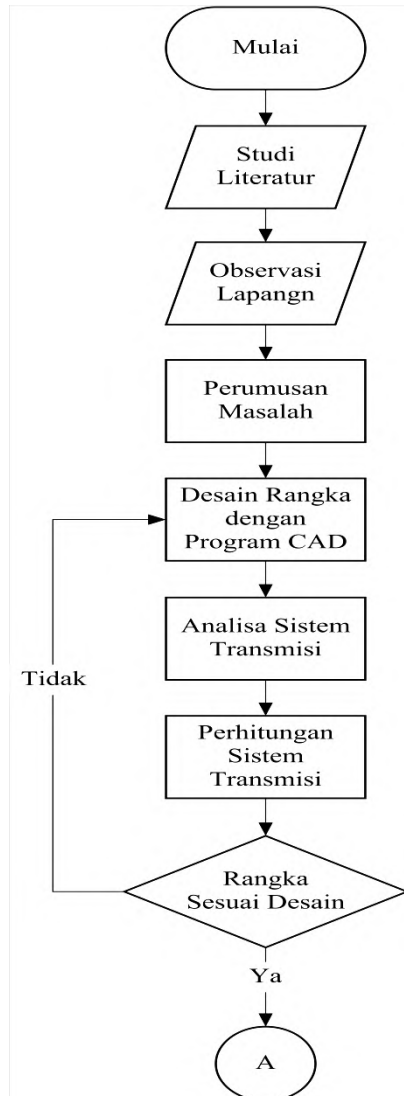 Mulai
Studi
Literatur
Observasi
Lapangn
Perumusan
Masalah
Desain Rangka
dengan
Program CAD
Analisa Sistem
Transmisi
Tidak
Perhitungan
Sistem
Transmisi
Rangka
Sesuai Desain
Ya
A